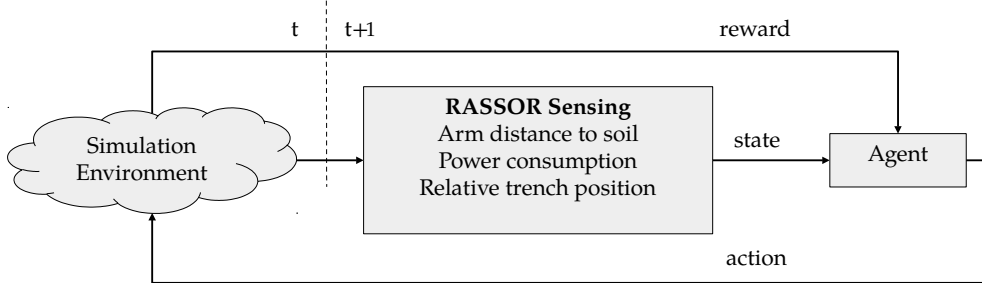 t
t+1
reward
RASSOR Sensing
Arm distance to soil
Power consumption
Relative trench position
Simulation
Environment
state
Agent
action